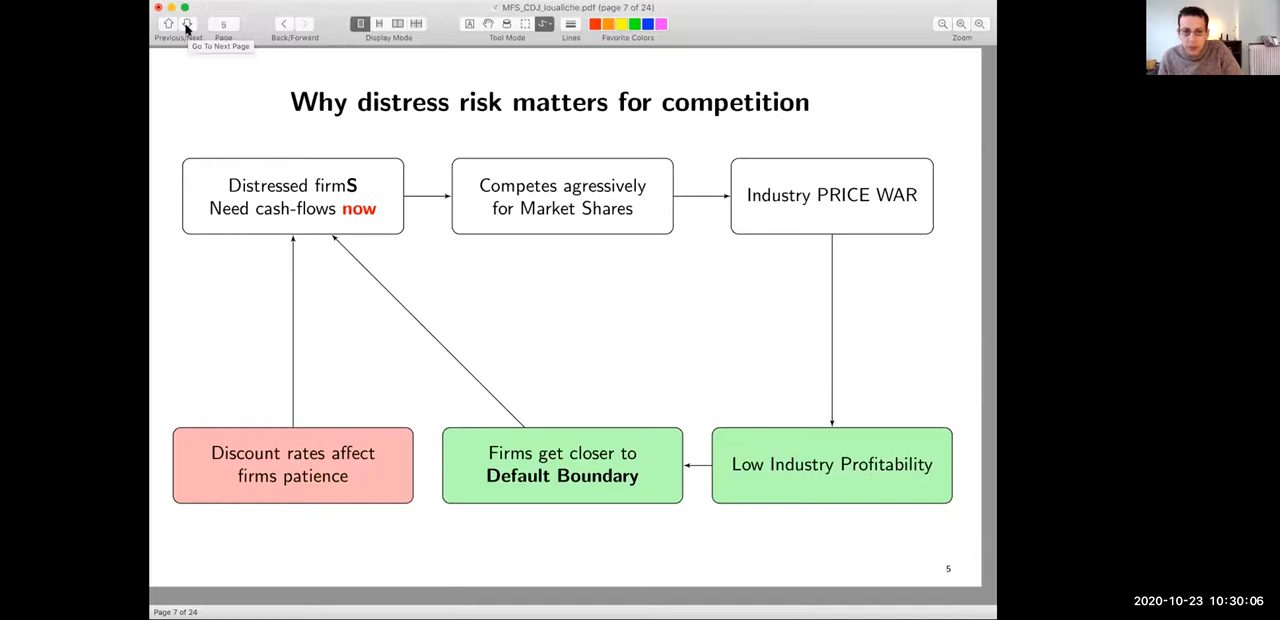 MFS_CDJ_loualiche.pdf (page 7 of 24)
5
Previous/Next
Page
Back/Forward
Display Mode
Tool Mode
Lines
Favorite Colors
Zoom
Go To Next Page
Why distress risk matters for competition
Distressed firmS
Need cash-flows now
Competes agressively
for Market Shares
Industry PRICE WAR
Discount rates affect
firms patience
Firms get closer to
Default Boundary
Low Industry Profitability
5
Page 7 of 24
2020-10-23 10:30:06